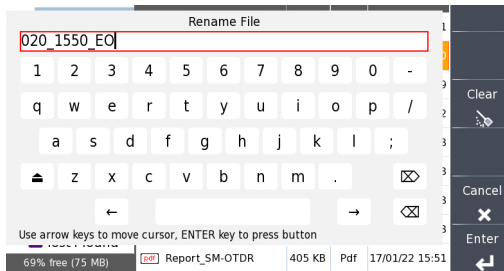 Rename File
020_1550_EO
1 2 3 4 5 6 7 8 9 0 -
q w e r t y u i o p /
Clear
a s d f g h j k l ;
z x c v b n m .
Cancel
Use arrow keys to move cursor, ENTER key to press button
Enter
69% free (75 MB)
pdf Report_SM-OTDR 405 KB Pdf 17/01/22 15:51